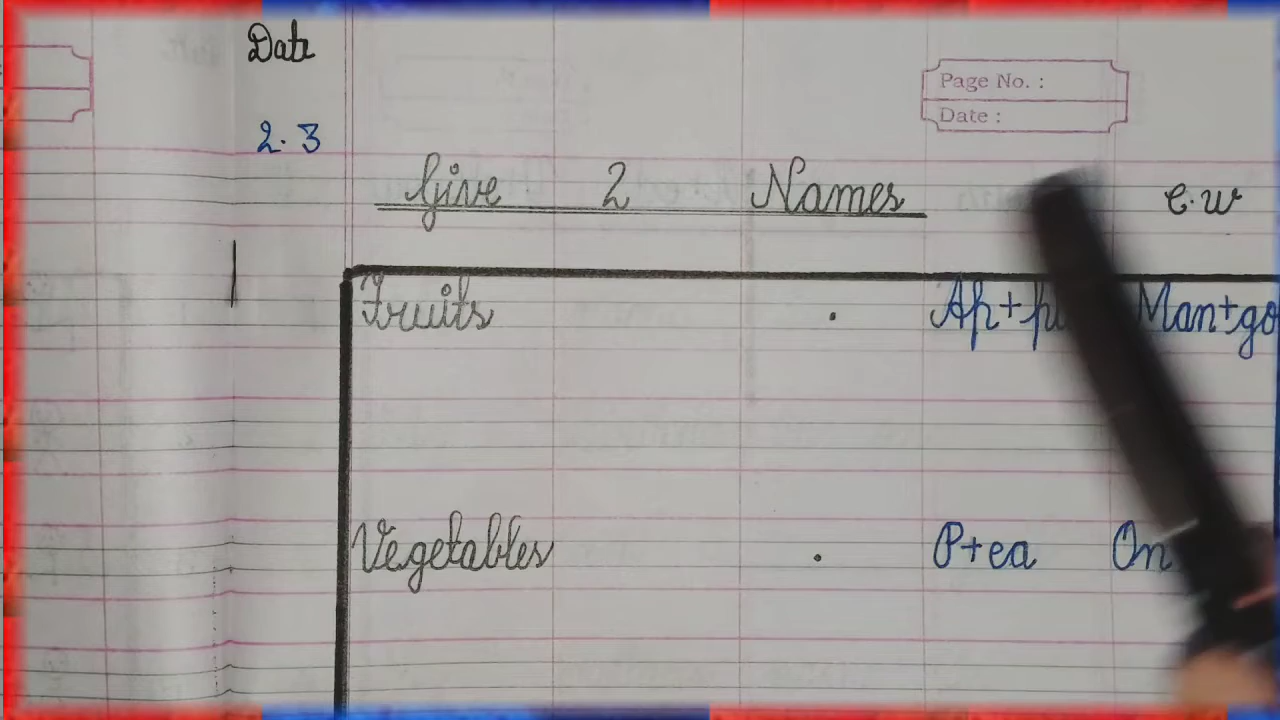 Date
Page No. :
Date :
2.3
Give 2 Names
e.w
Fruits . Ap+p Man+go
Vegetables . P+ea On